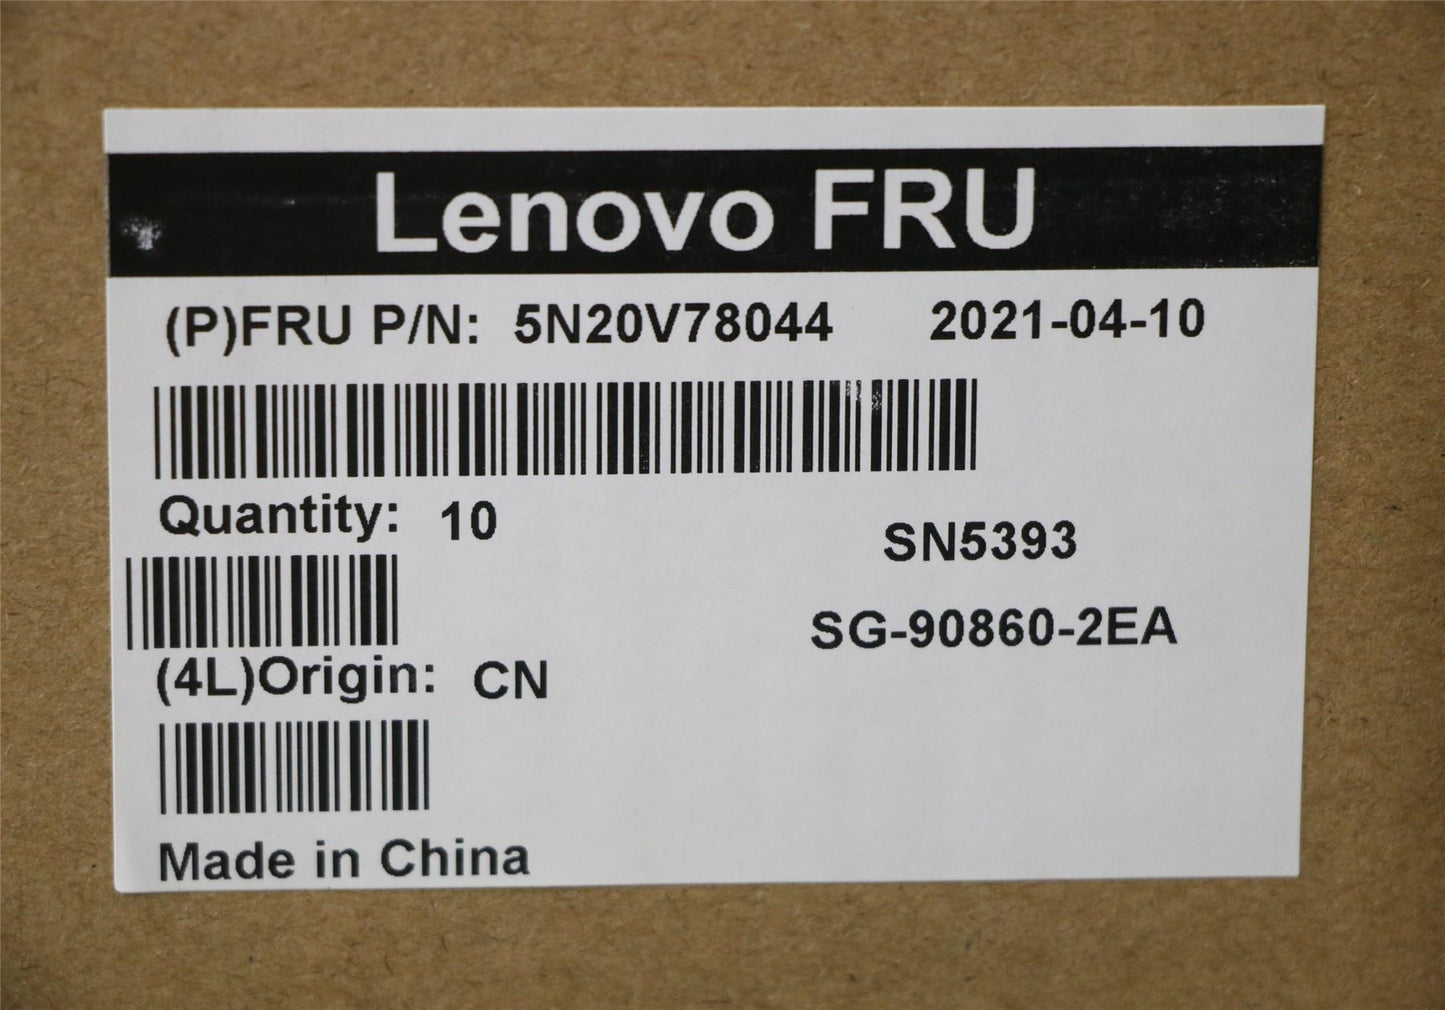 Lenovo FRU
(P)FRU P/N: 5N20V78044 2021-04-10
Quantity: 10
SN5393
SG-90860-2EA
(4L)Origin: CN
Made in China